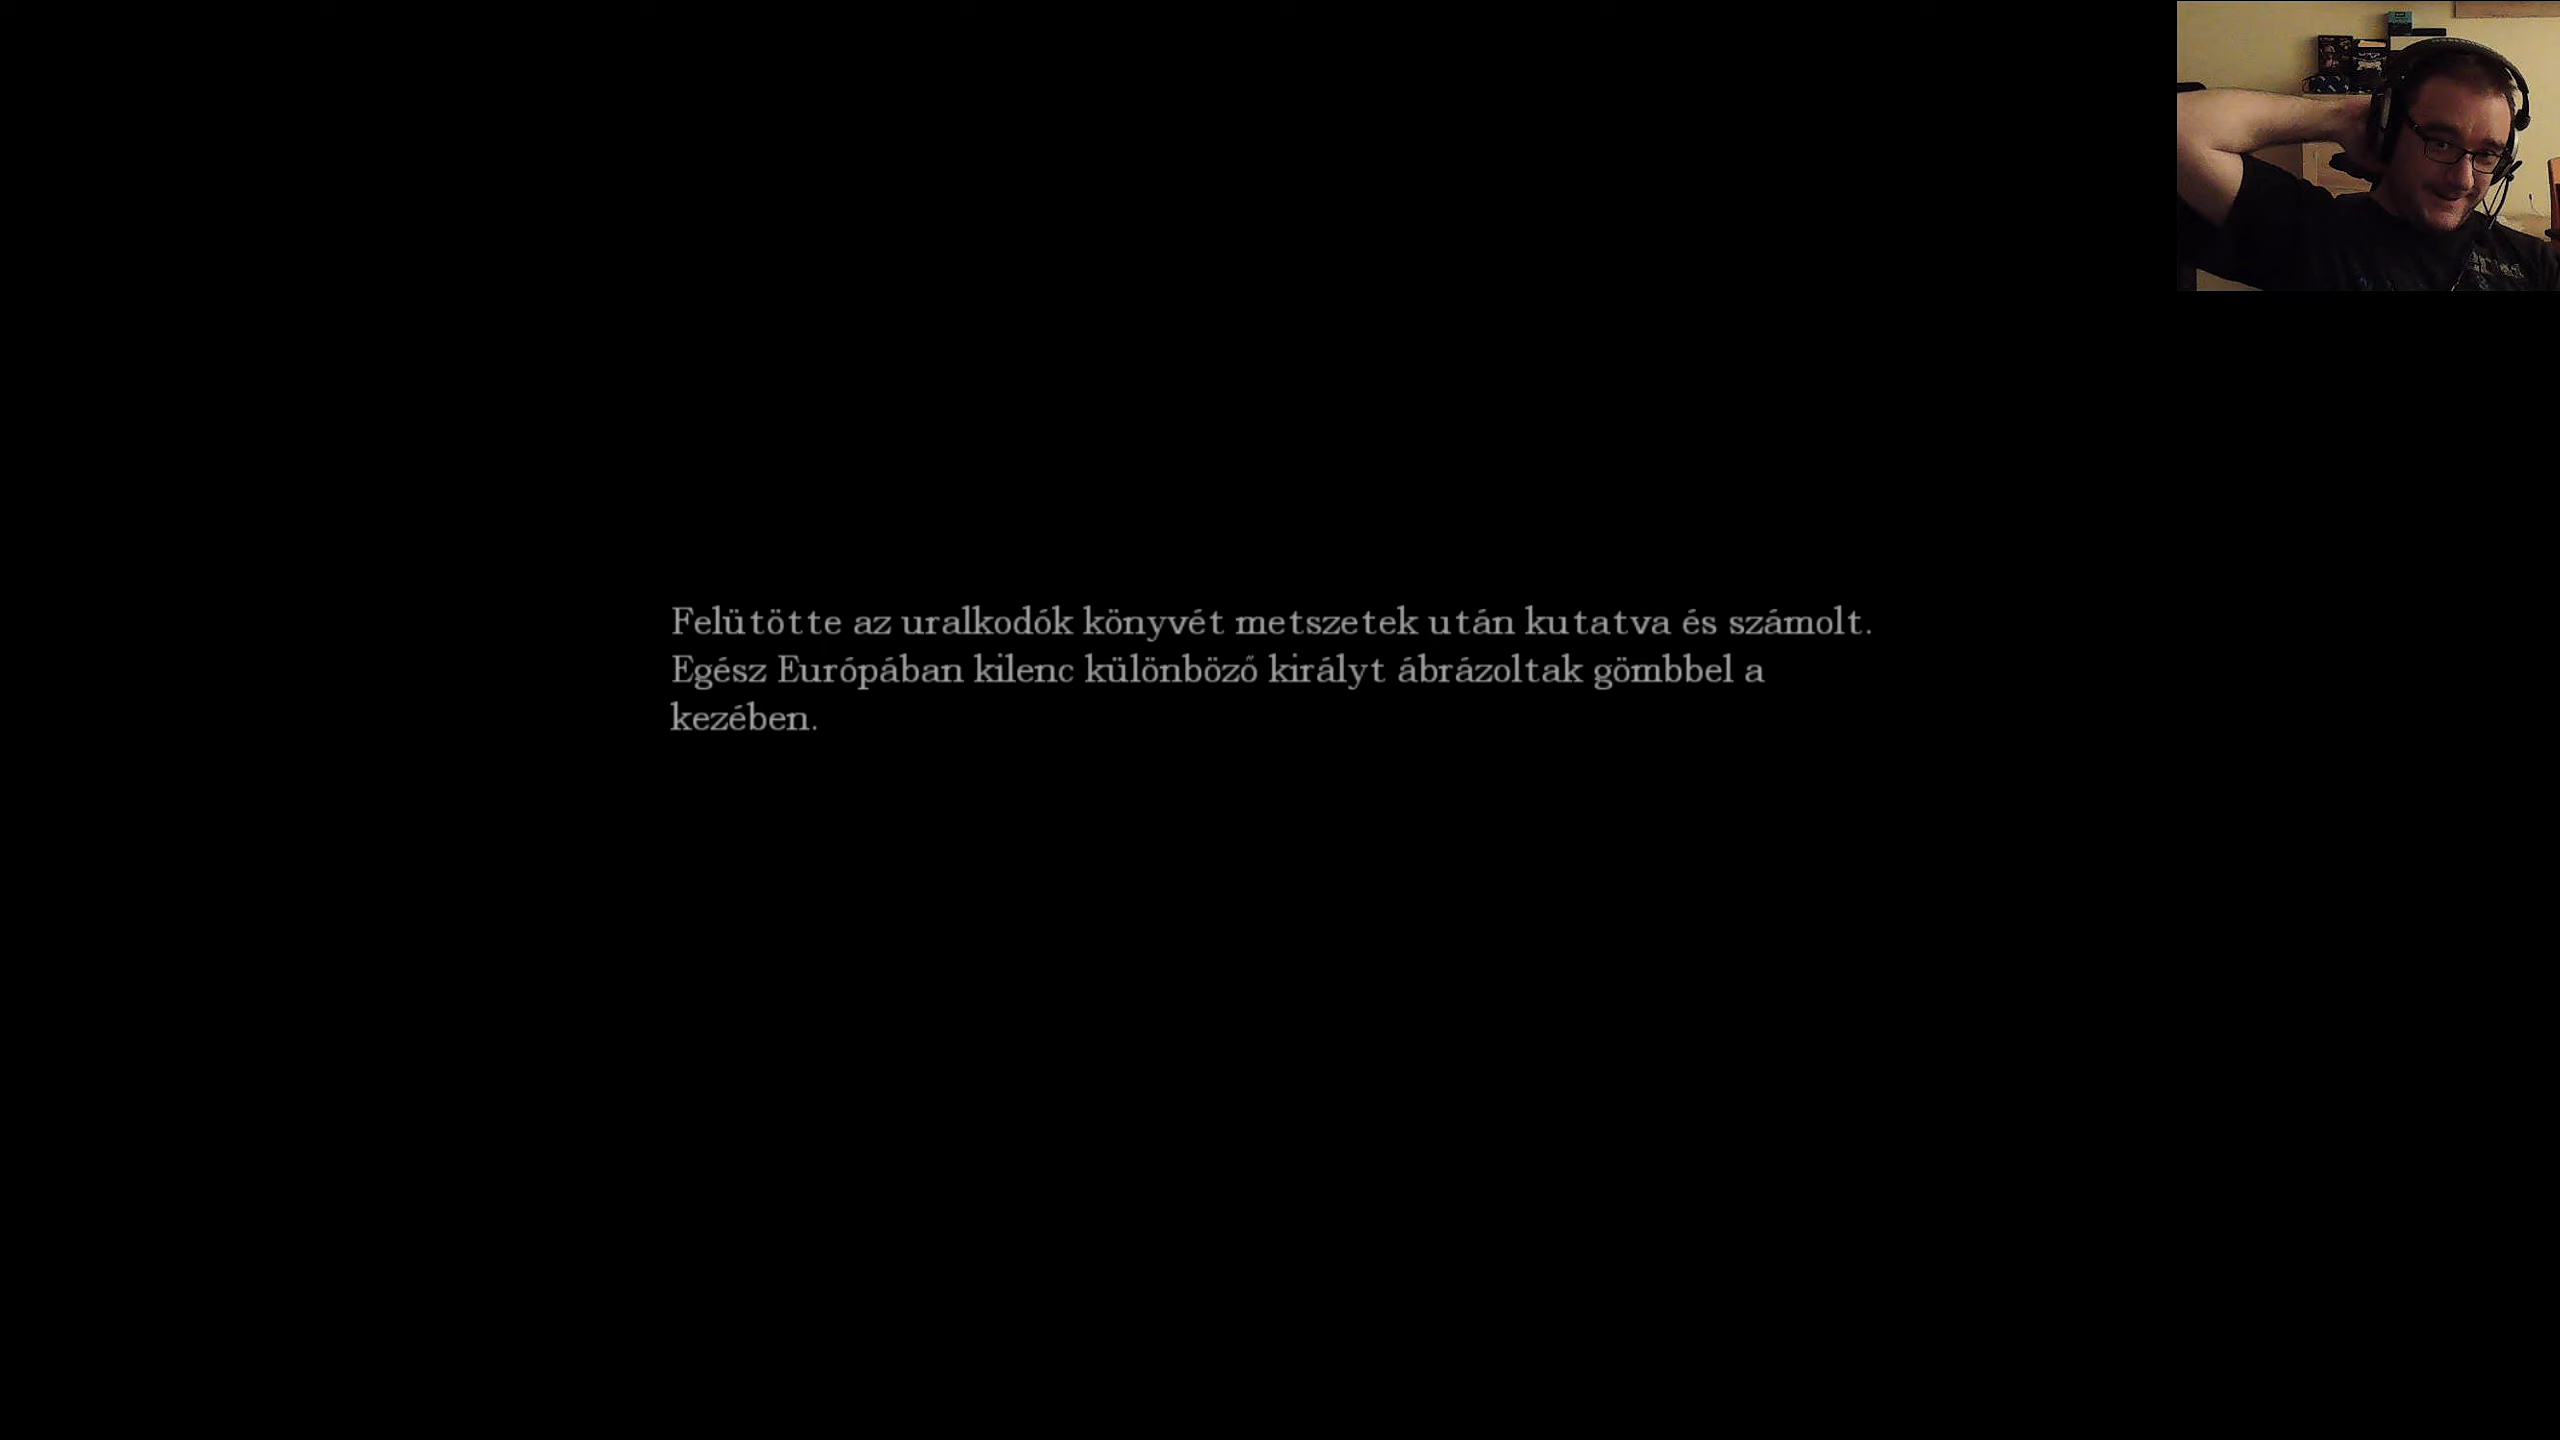 Felütötte az uralkodók könyvét metszetek után kutatva és számolt.
Egész Európában kilenc különböző királyt ábrázoltak gömbbel a
kezében.